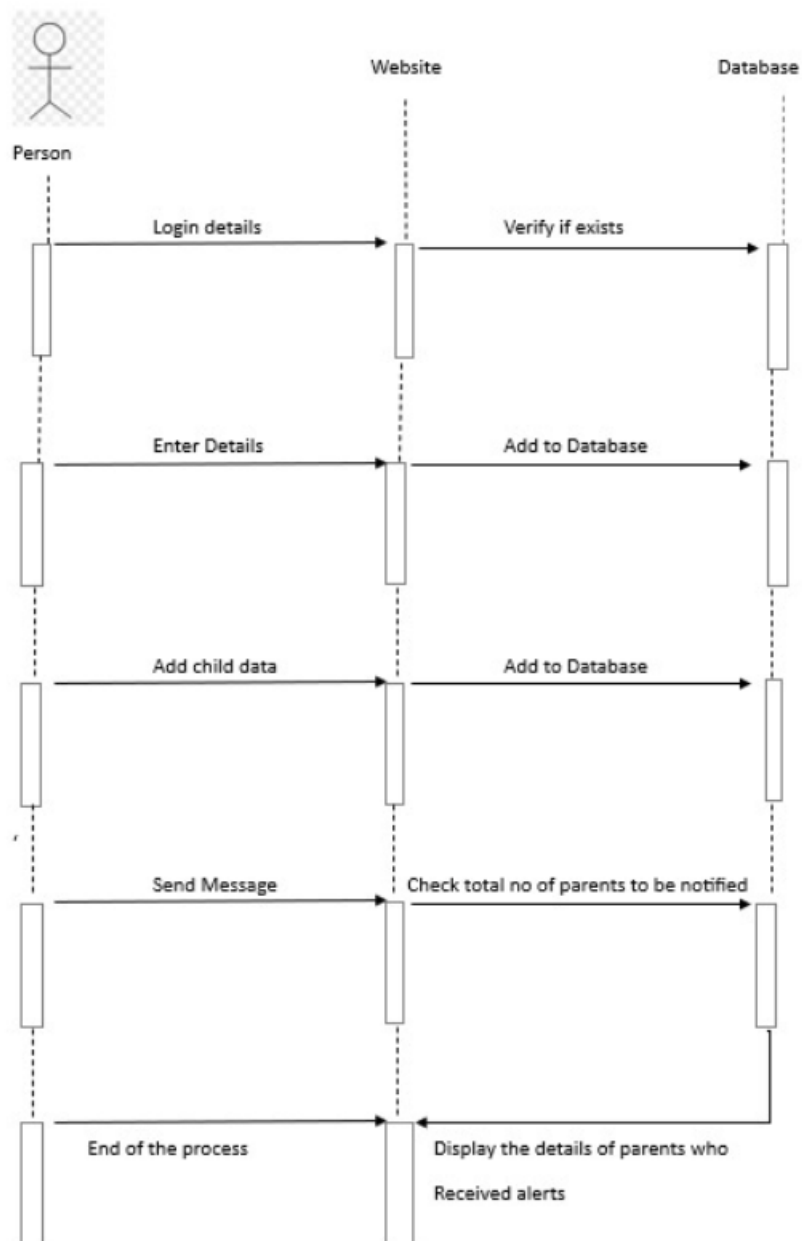 Website
Database
Person
Login details
Verify if exists
Enter Details
Add to Database
Add child data
Add to Database
Send Message
Check total no of parents to be notified
End of the process
Display the details of parents who
Received alerts